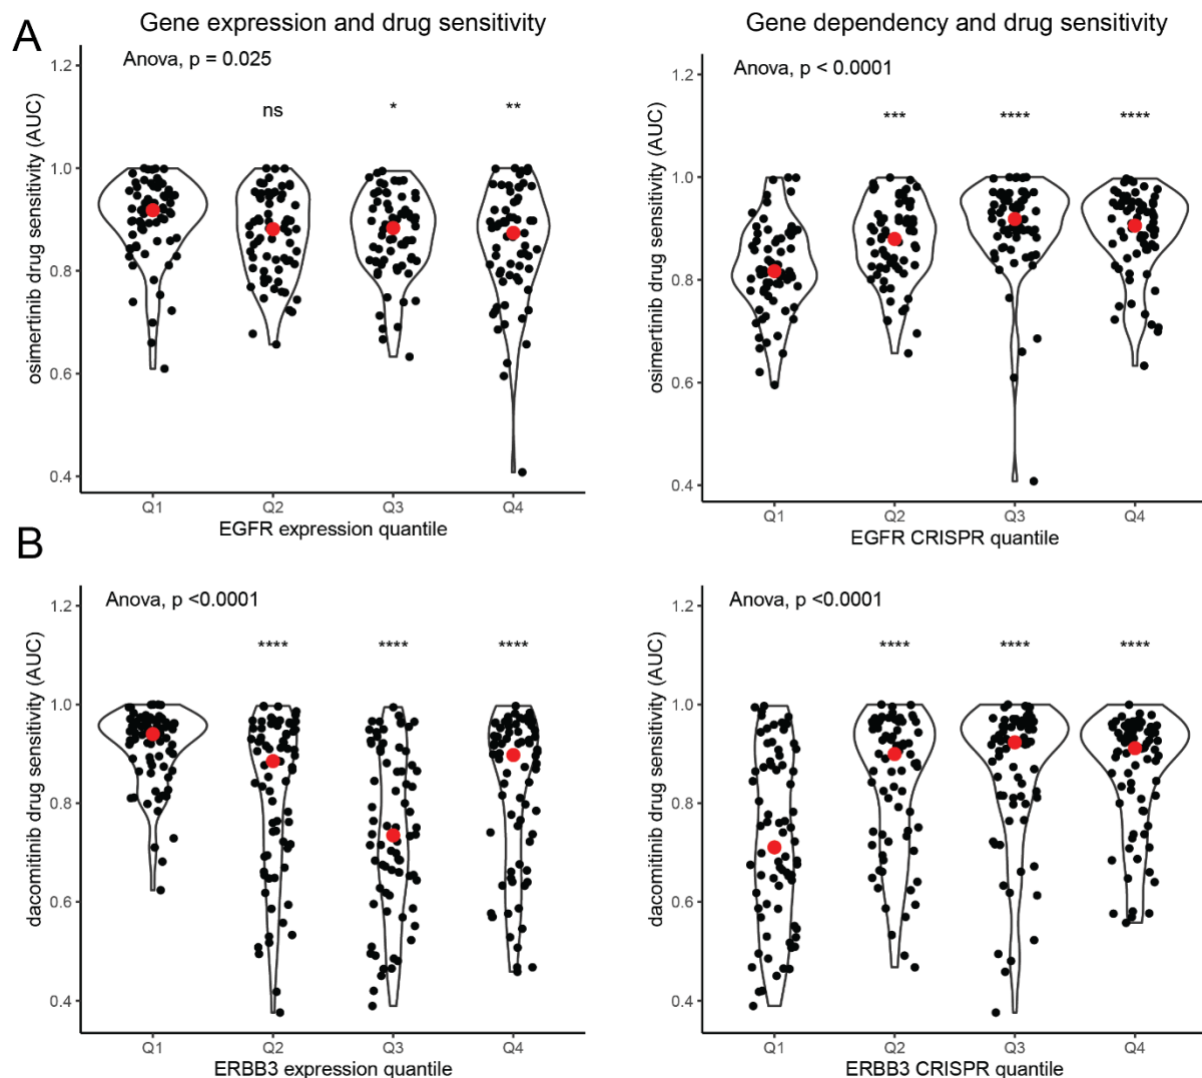 A
Gene expression and drug sensitivity
Anova, p = 0.025
ns * **
osimertinib drug sensitivity (AUC)
1.2
1.0
0.8
0.6
0.4
Q1 Q2 Q3 Q4
EGFR expression quantile
Gene dependency and drug sensitivity
Anova, p < 0.0001
*** **** ****
osimertinib drug sensitivity (AUC)
1.2
1.0
0.8
0.6
0.4
Q1 Q2 Q3 Q4
EGFR CRISPR quantile
B
Anova, p <0.0001
**** **** ****
dacomitinib drug sensitivity (AUC)
1.2
1.0
0.8
0.6
0.4
Q1 Q2 Q3 Q4
ERBB3 expression quantile
Anova, p <0.0001
**** **** ****
dacomitinib drug sensitivity (AUC)
1.2
1.0
0.8
0.6
0.4
Q1 Q2 Q3 Q4
ERBB3 CRISPR quantile